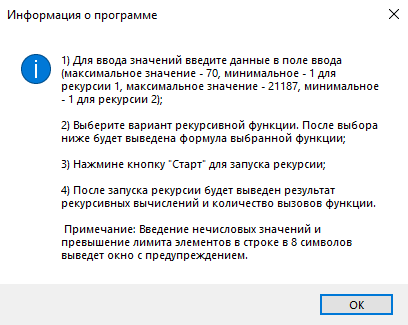 Информация о программе
1) Для ввода значений введите данные в поле ввода
(максимальное значение - 70, минимальное - 1 для
рекурсии 1, максимальное значение - 21187, минимальное
- 1 для рекурсии 2);
2) Выберите вариант рекурсивной функции. После выбора
ниже будет выведена формула выбранной функции;
3) Нажмине кнопку "Старт" для запуска рекурсии;
4) После запуска рекурсии будет выведен результат
рекурсивных вычислений и количество вызовов функции.
Примечание: Введение нечисловых значений и
превышение лимита элементов в строке в 8 символов
выведет окно с предупреждением.
ОК